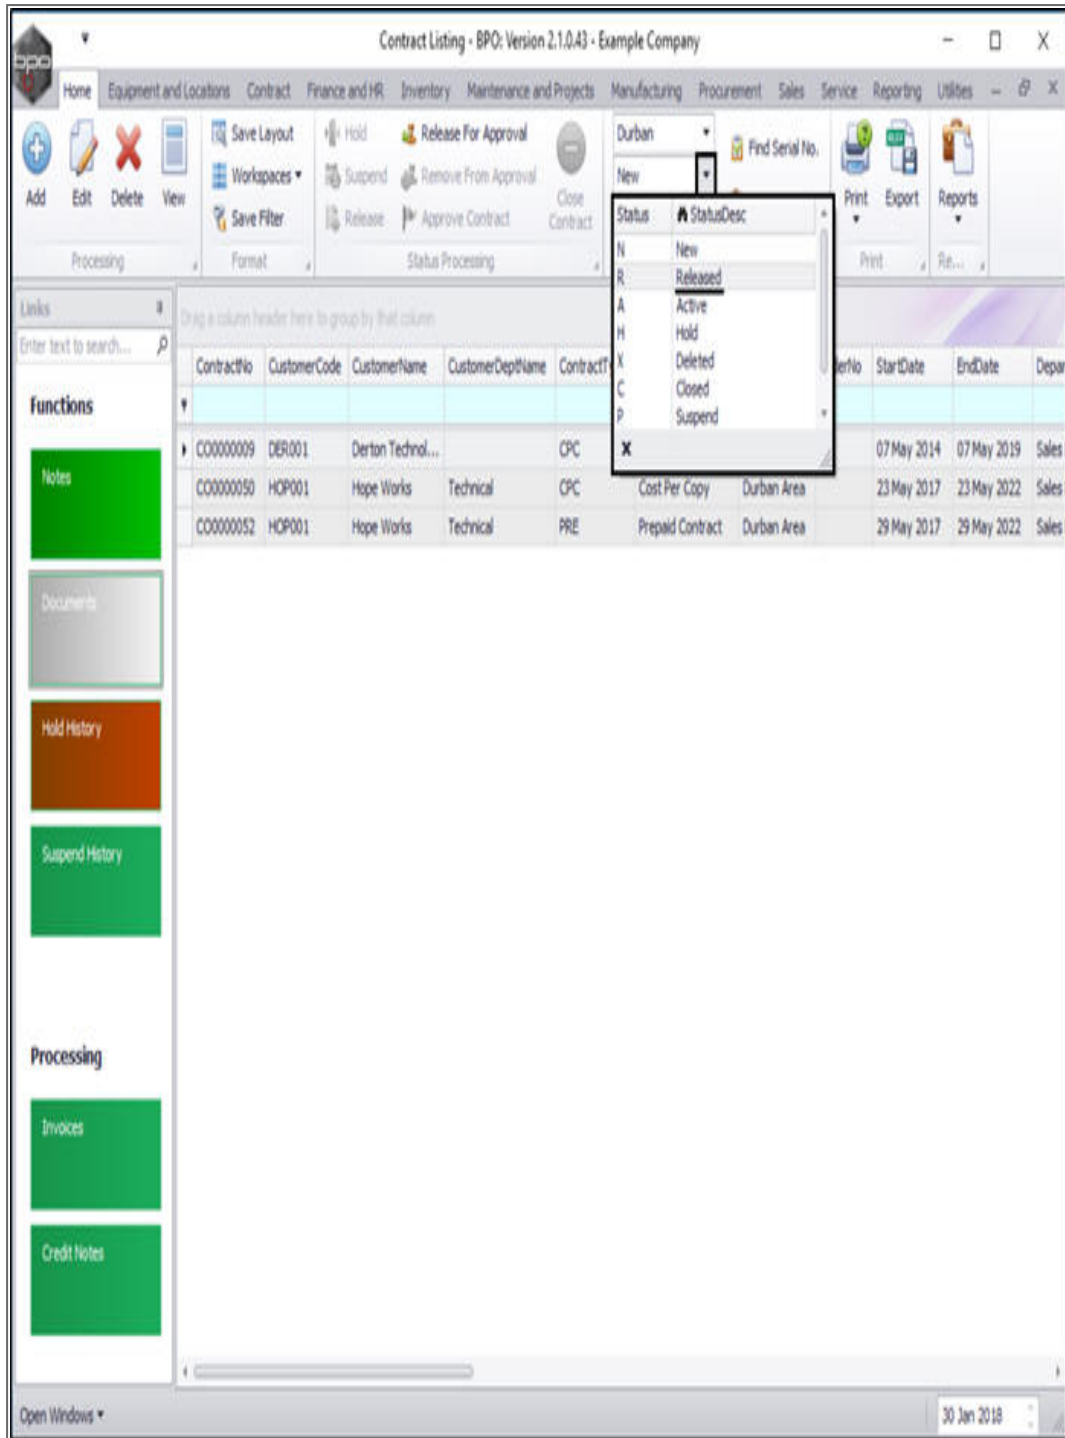 Contract Listing - BPO: Version 2.1.0.43 - Example Company
bpo
Home Equipment and Locations Contract Finance and HR Inventory Maintenance and Projects Manufacturing Procurement Sales Service Reporting Utilities
Add Edit Delete View
Save Layout
Workspaces
Save Filter
Hold
Suspend
Release
Release For Approval
Remove From Approval
Approve Contract
Close Contract
Durban
New
Find Serial No.
Print Export Reports
Processing Format Status Processing Print Re...
Status StatusDesc
N New
R Released
A Active
H Hold
X Deleted
C Closed
P Suspend
X
Links
Enter text to search...
Drag a column header here to group by that column
ContractNo CustomerCode CustomerName CustomerDeptName ContractT erNo StartDate EndDate Depar
CO0000009 DER001 Derton Technol... CPC 07 May 2014 07 May 2019 Sales
CO0000050 HOP001 Hope Works Technical CPC Cost Per Copy Durban Area 23 May 2017 23 May 2022 Sales
CO0000052 HOP001 Hope Works Technical PRE Prepaid Contract Durban Area 29 May 2017 29 May 2022 Sales
Functions
Notes
Documents
Hold History
Suspend History
Processing
Invoices
Credit Notes
Open Windows
30 Jan 2018